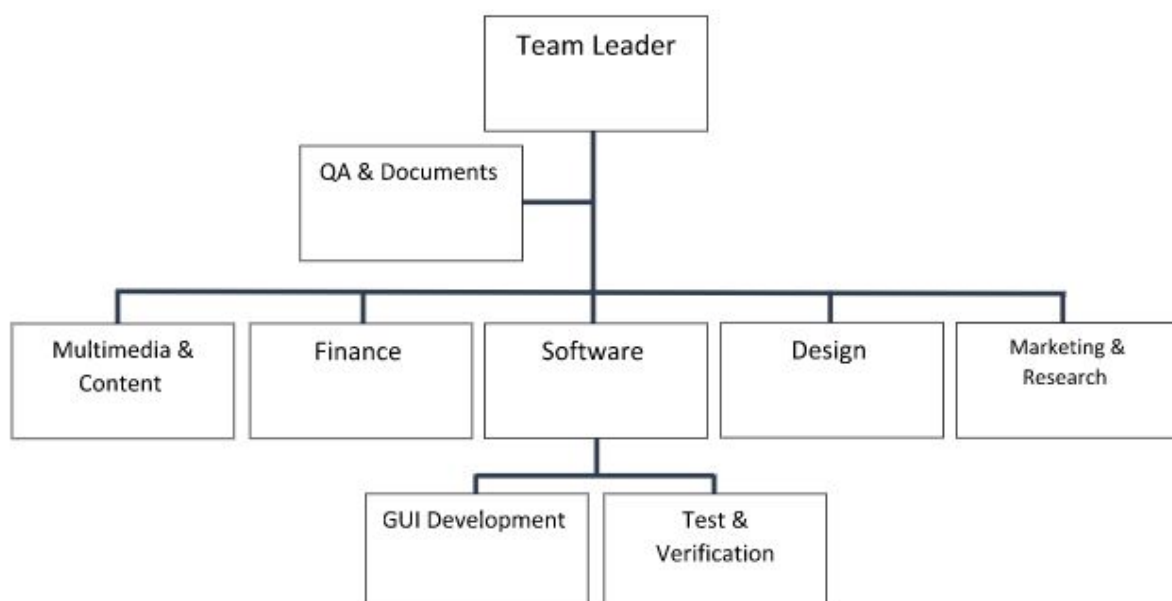 Team Leader
QA & Documents
Multimedia &
Content
Finance
Software
Design
Marketing &
Research
GUI Development
Test &
Verification